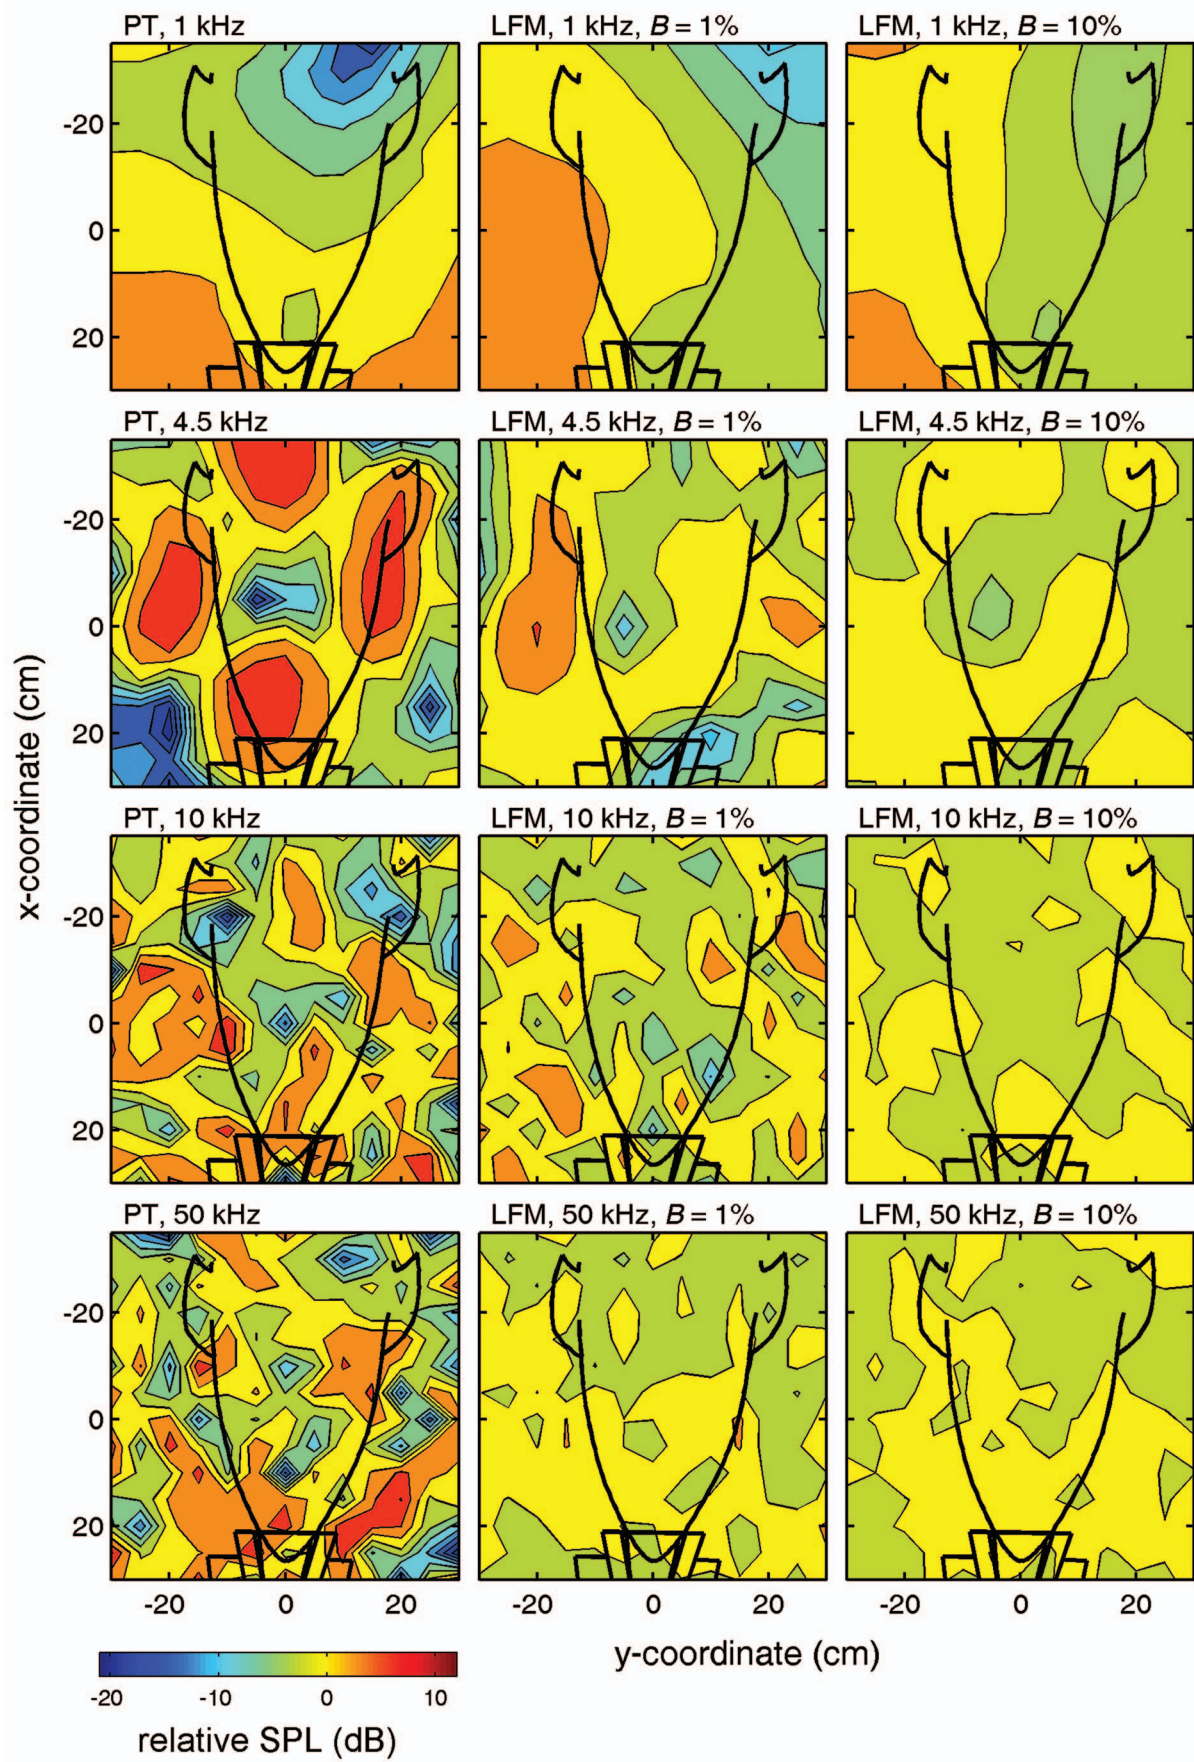 PT, 1 kHz
LFM, 1 kHz, B = 1%
LFM, 1 kHz, B = 10%
-20
0
20
PT, 4.5 kHz
LFM, 4.5 kHz, B = 1%
LFM, 4.5 kHz, B = 10%
-20
0
20
x-coordinate (cm)
PT, 10 kHz
LFM, 10 kHz, B = 1%
LFM, 10 kHz, B = 10%
-20
0
20
PT, 50 kHz
LFM, 50 kHz, B = 1%
LFM, 50 kHz, B = 10%
-20
0
20
-20 0 20 -20 0 20 -20 0 20
y-coordinate (cm)
-20 -10 0 10
relative SPL (dB)